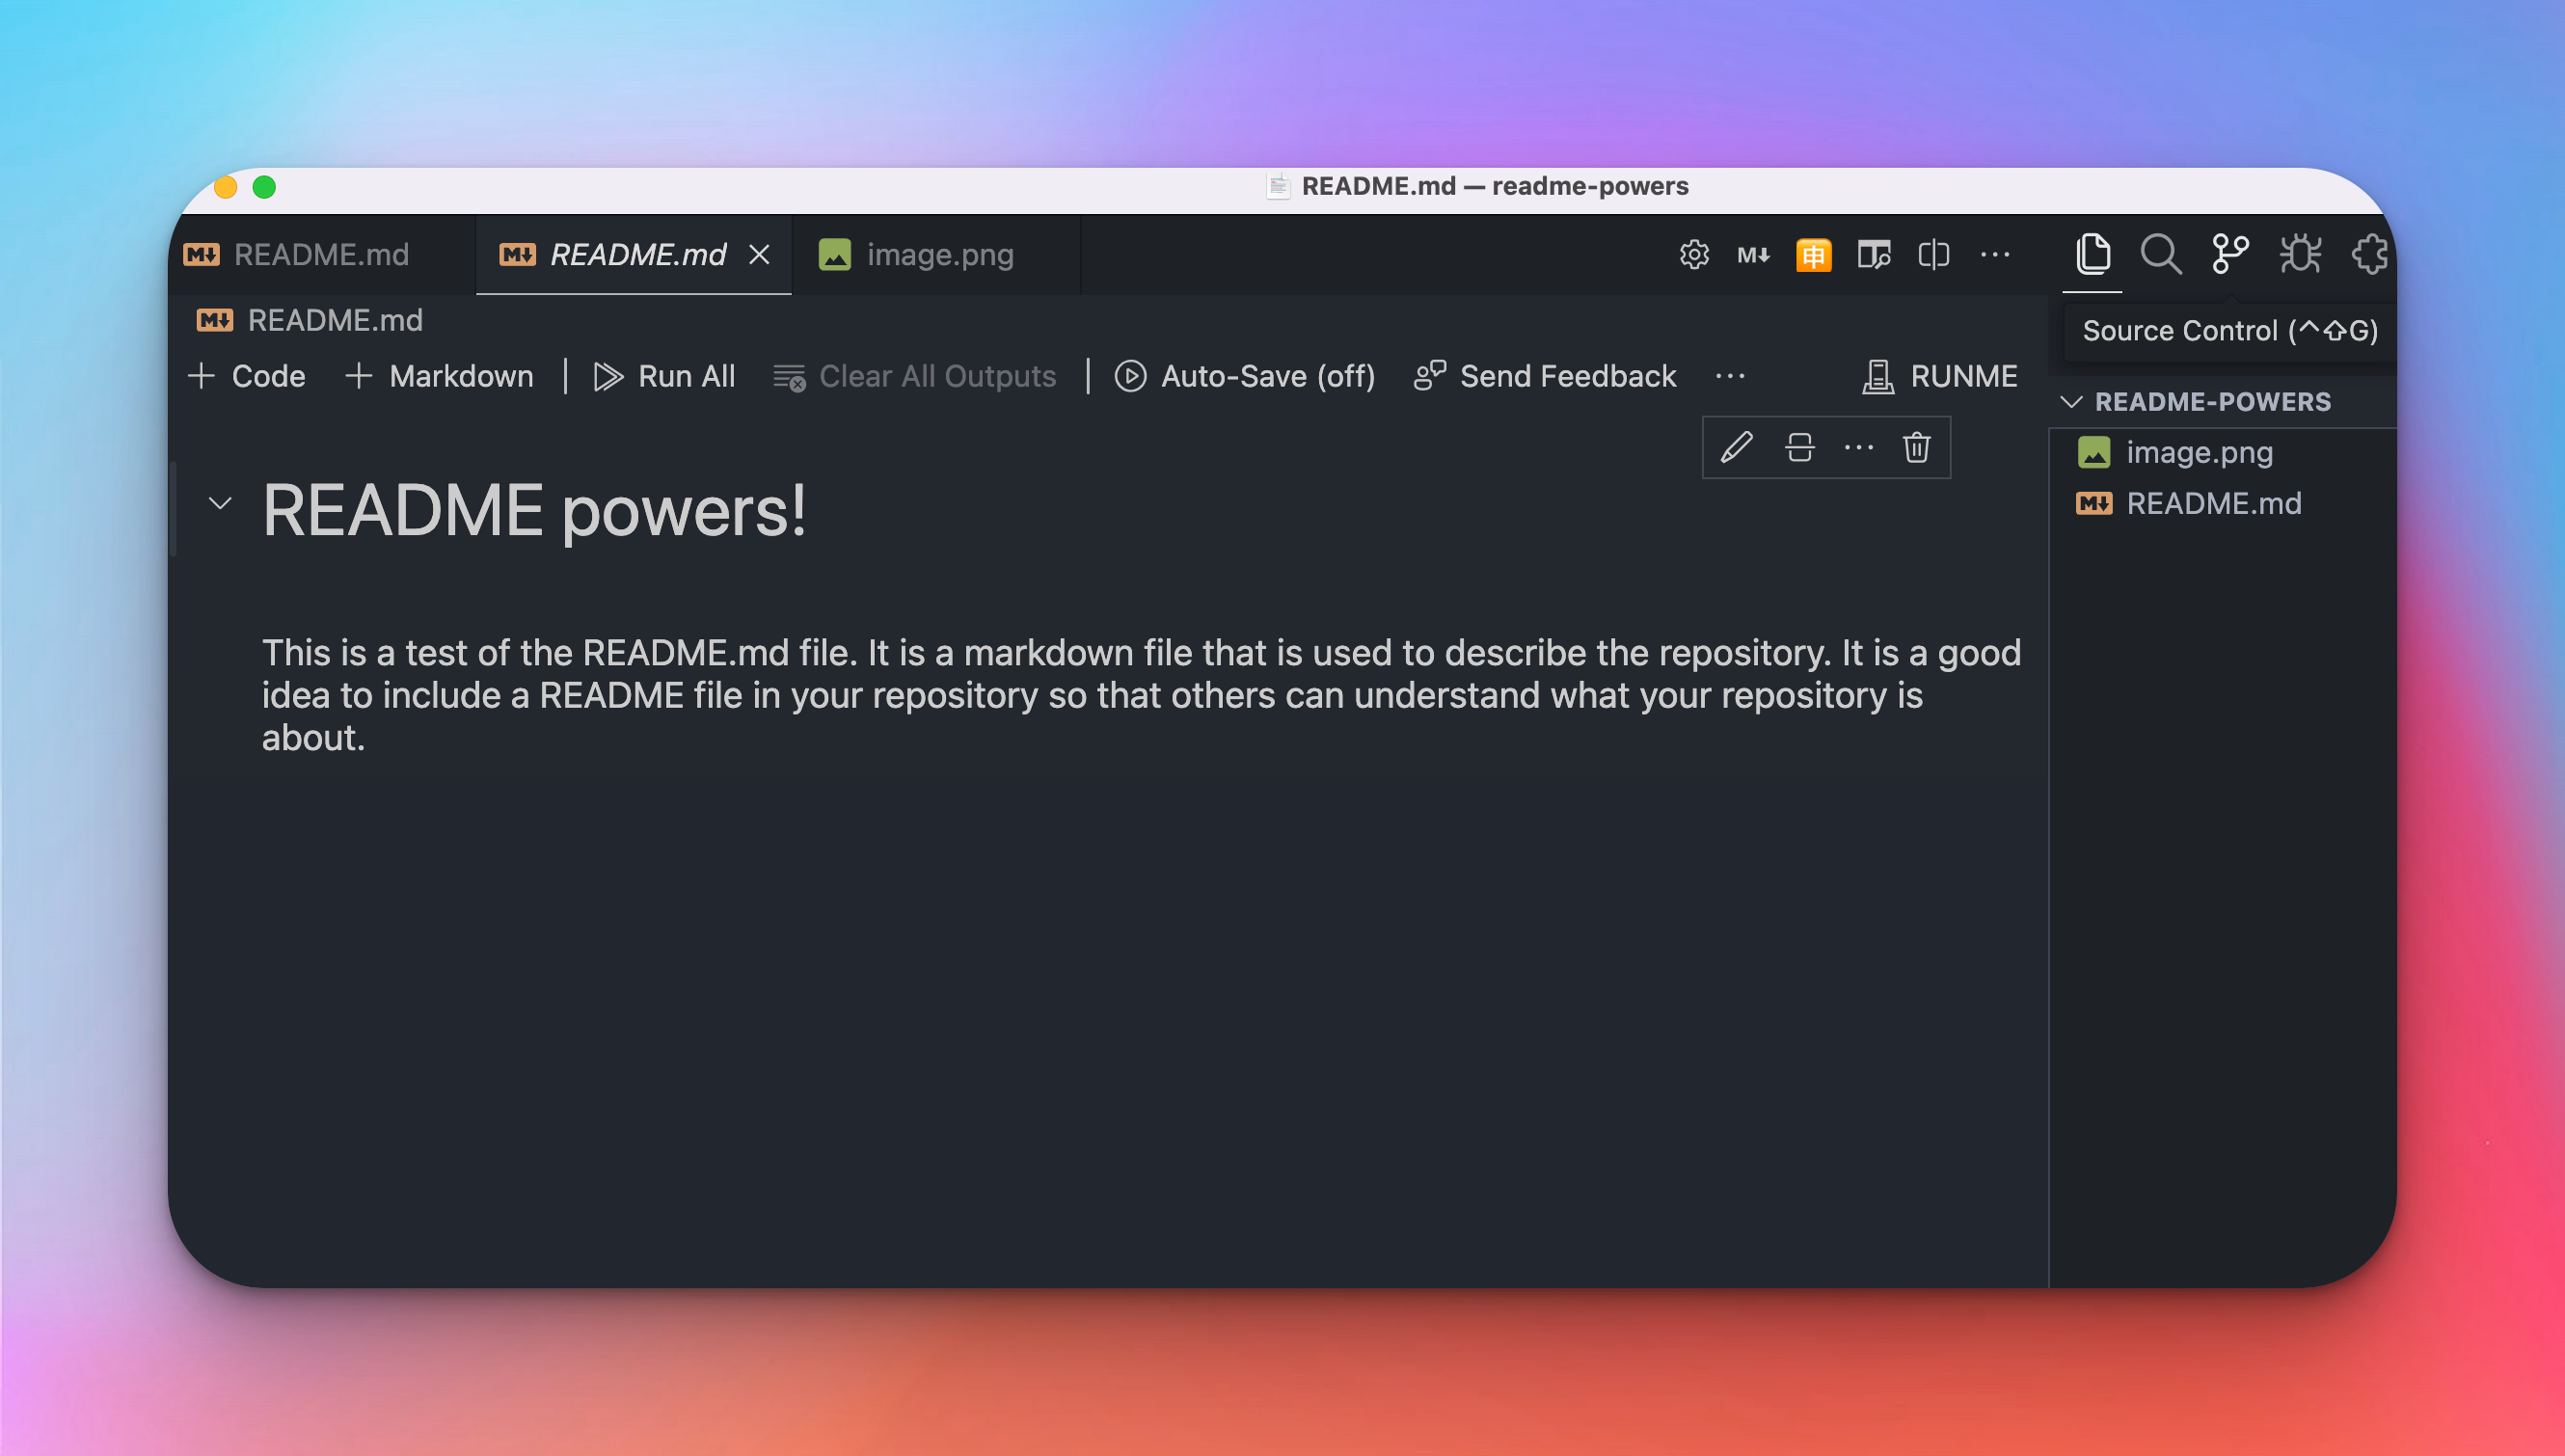 README.md — readme-powers
README.md
README.md
image.png
M↓
申
README.md
Source Control (^⇧G)
Code
Markdown
Run All
Clear All Outputs
Auto-Save (off)
Send Feedback
···
RUNME
README-POWERS
image.png
README.md
README powers!
This is a test of the README.md file. It is a markdown file that is used to describe the repository. It is a good
idea to include a README file in your repository so that others can understand what your repository is
about.